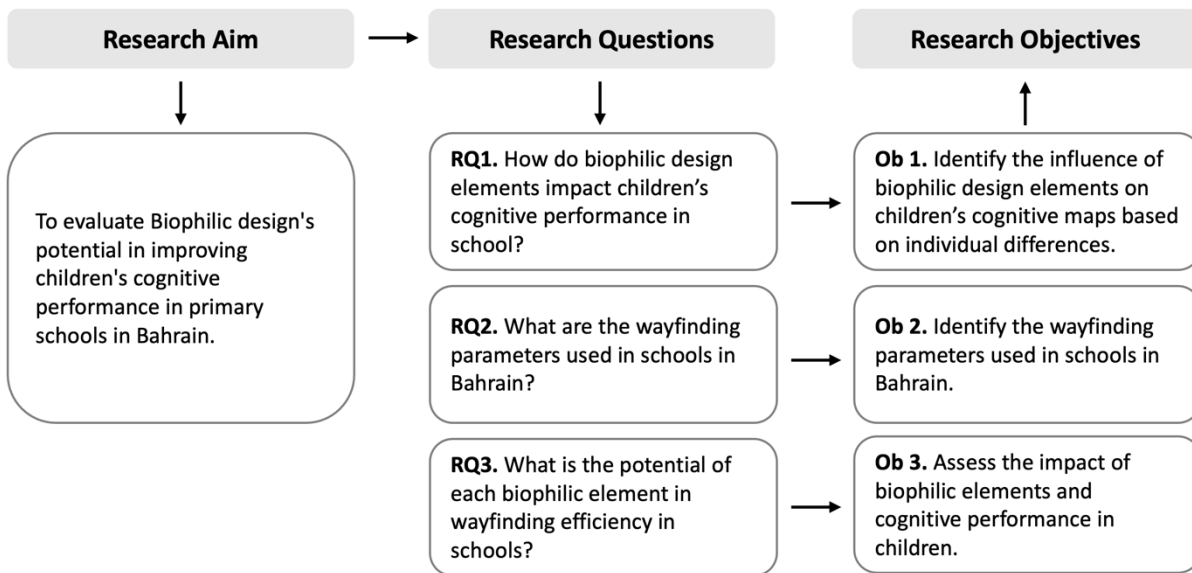 Research Aim
Research Questions
Research Objectives
To evaluate Biophilic design's
potential in improving
children's cognitive
performance in primary
schools in Bahrain.
RQ1. How do biophilic design
elements impact children’s
cognitive performance in
school?
Ob 1. Identify the influence of
biophilic design elements on
children’s cognitive maps based
on individual differences.
RQ2. What are the wayfinding
parameters used in schools in
Bahrain?
Ob 2. Identify the wayfinding
parameters used in schools in
Bahrain.
RQ3. What is the potential of
each biophilic element in
wayfinding efficiency in
schools?
Ob 3. Assess the impact of
biophilic elements and
cognitive performance in
children.